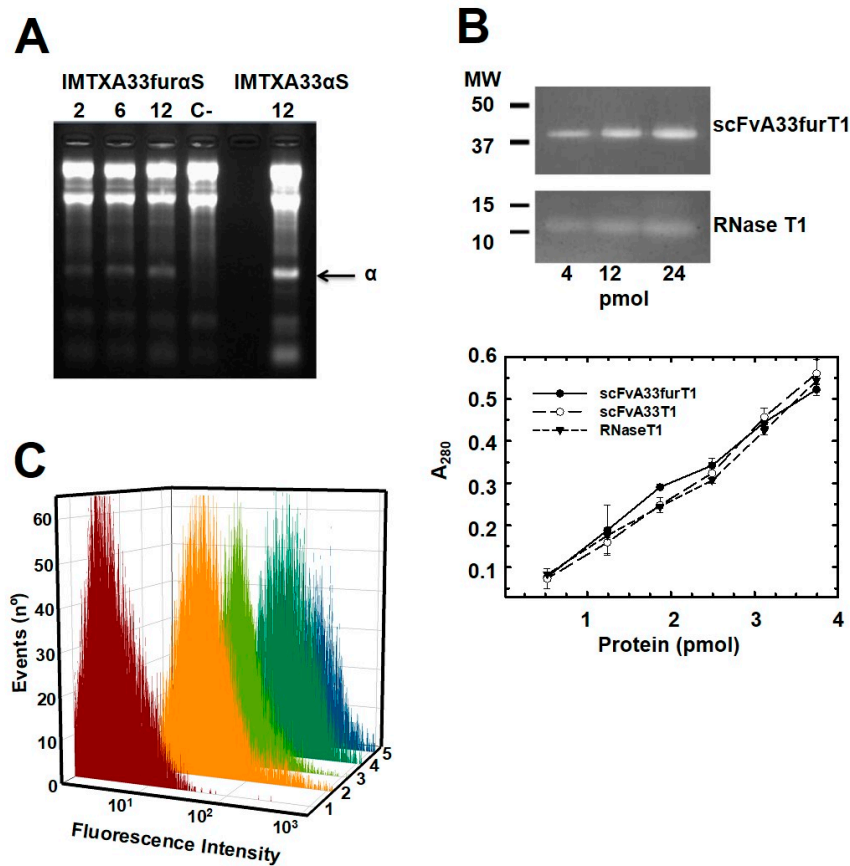 A
IMTXA33furαS IMTXA33αS
2 6 12 C- 12
α
B
MW
50
37
scFvA33furT1
15
10
RNase T1
4 12 24
pmol
0.6
0.5
0.4
0.3
0.2
0.1
A280
scFvA33furT1
scFvA33T1
RNaseT1
1 2 3 4
Protein (pmol)
C
60
50
40
30
20
10
0
Events (nº)
10¹ 10² 10³
Fluorescence Intensity
1 2 3 4 5